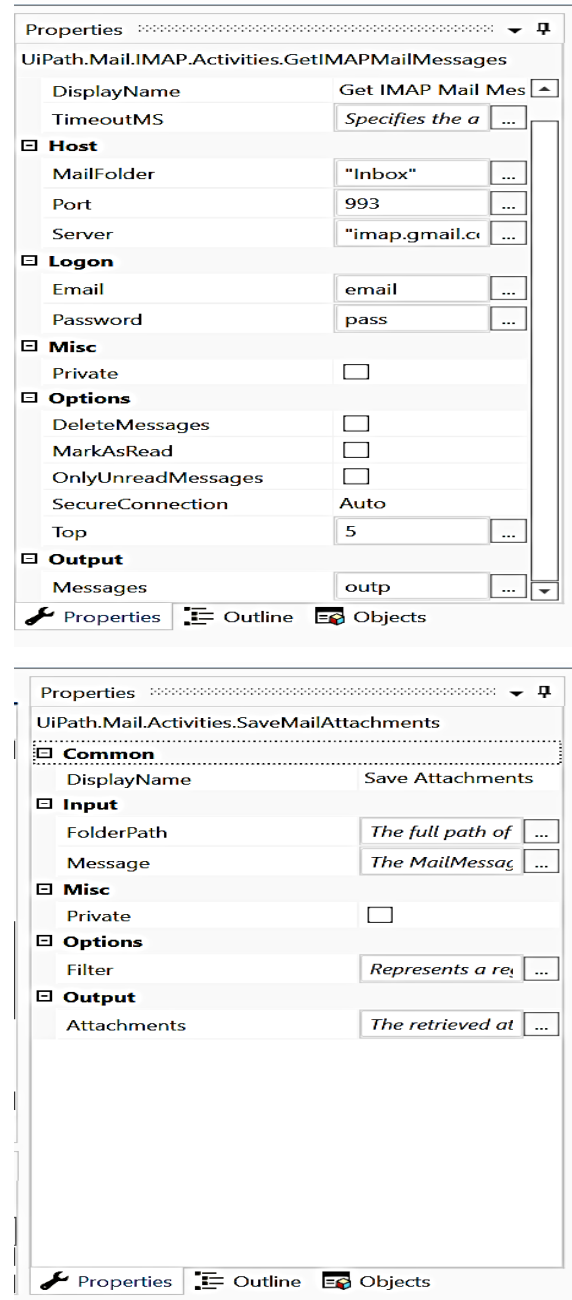 Properties
UiPath.Mail.IMAP.Activities.GetIMAPMailMessages
DisplayName Get IMAP Mail Mes
TimeoutMS Specifies the a ...
Host
MailFolder "Inbox" ...
Port 993 ...
Server "imap.gmail.co ...
Logon
Email email ...
Password pass ...
Misc
Private
Options
DeleteMessages
MarkAsRead
OnlyUnreadMessages
SecureConnection Auto
Top 5 ...
Output
Messages outp ...
Properties Outline Objects
Properties
UiPath.Mail.Activities.SaveMailAttachments
Common
DisplayName Save Attachments
Input
FolderPath The full path of ...
Message The MailMessag ...
Misc
Private
Options
Filter Represents a reg ...
Output
Attachments The retrieved at ...
Properties Outline Objects